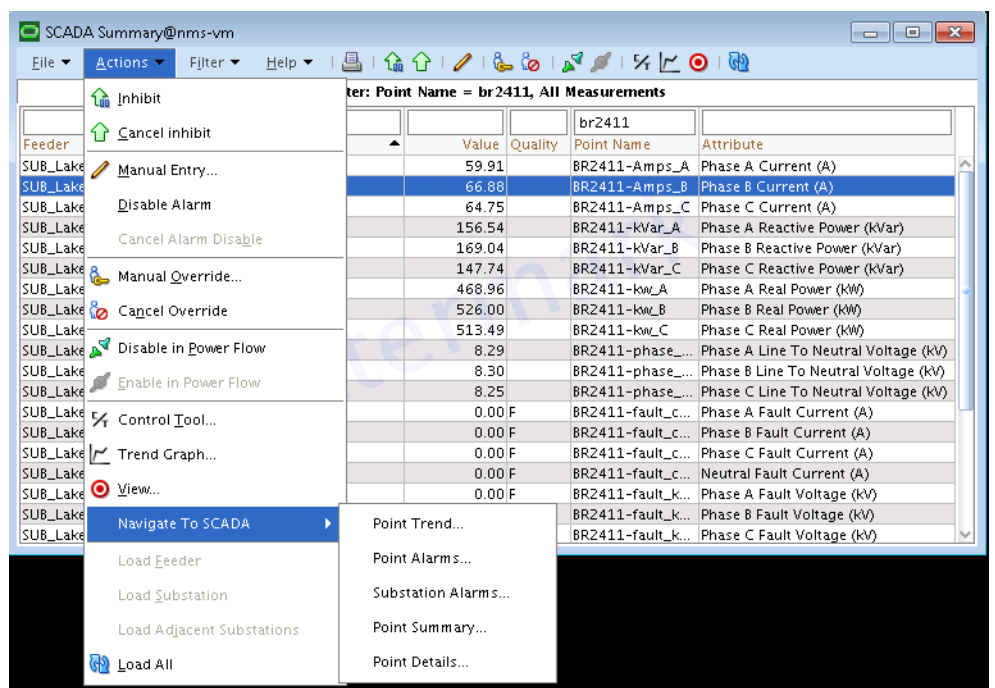 SCADA Summary@nms-vm
File Actions Filter Help
ter: Point Name = br2411, All Measurements
br2411
Feeder Value Quality Point Name Attribute
SUB_Lake 59.91 BR2411-Amps_A Phase A Current (A)
SUB_Lake 66.88 BR2411-Amps_B Phase B Current (A)
SUB_Lake 64.75 BR2411-Amps_C Phase C Current (A)
SUB_Lake 156.54 BR2411-kVar_A Phase A Reactive Power (kVar)
SUB_Lake 169.04 BR2411-kVar_B Phase B Reactive Power (kVar)
SUB_Lake 147.74 BR2411-kVar_C Phase C Reactive Power (kVar)
SUB_Lake 468.96 BR2411-kw_A Phase A Real Power (kW)
SUB_Lake 526.00 BR2411-kw_B Phase B Real Power (kW)
SUB_Lake 513.49 BR2411-kw_C Phase C Real Power (kW)
SUB_Lake 8.29 BR2411-phase_... Phase A Line To Neutral Voltage (kV)
SUB_Lake 8.30 BR2411-phase_... Phase B Line To Neutral Voltage (kV)
SUB_Lake 8.25 BR2411-phase_... Phase C Line To Neutral Voltage (kV)
SUB_Lake 0.00 F BR2411-fault_c... Phase A Fault Current (A)
SUB_Lake 0.00 F BR2411-fault_c... Phase B Fault Current (A)
SUB_Lake 0.00 F BR2411-fault_c... Phase C Fault Current (A)
SUB_Lake 0.00 F BR2411-fault_c... Neutral Fault Current (A)
SUB_Lake 0.00 F BR2411-fault_k... Phase A Fault Voltage (kV)
SUB_Lake BR2411-fault_k... Phase B Fault Voltage (kV)
SUB_Lake BR2411-fault_k... Phase C Fault Voltage (kV)
Inhibit
Cancel inhibit
Manual Entry...
Disable Alarm
Cancel Alarm Disable
Manual Override...
Cancel Override
Disable in Power Flow
Enable in Power Flow
Control Tool...
Trend Graph...
View...
Navigate To SCADA
Load Feeder
Load Substation
Load Adjacent Substations
Load All
Point Trend...
Point Alarms...
Substation Alarms...
Point Summary...
Point Details...